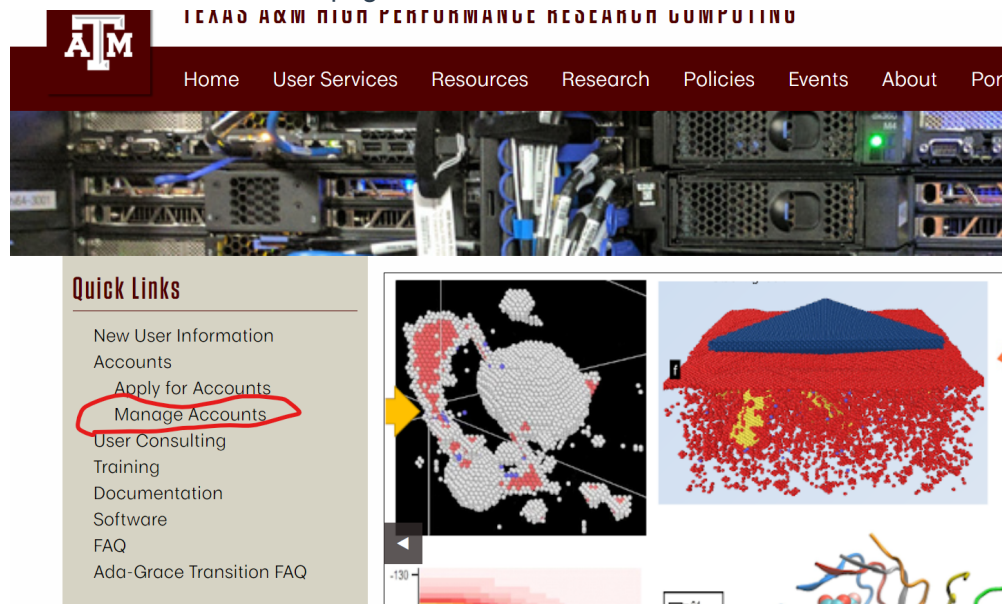 TEXAS A&M HIGH PERFORMANCE RESEARCH COMPUTING
ATM
Home User Services Resources Research Policies Events About Por
Quick Links
New User Information
Accounts
Apply for Accounts
Manage Accounts
User Consulting
Training
Documentation
Software
FAQ
Ada-Grace Transition FAQ
f
-130